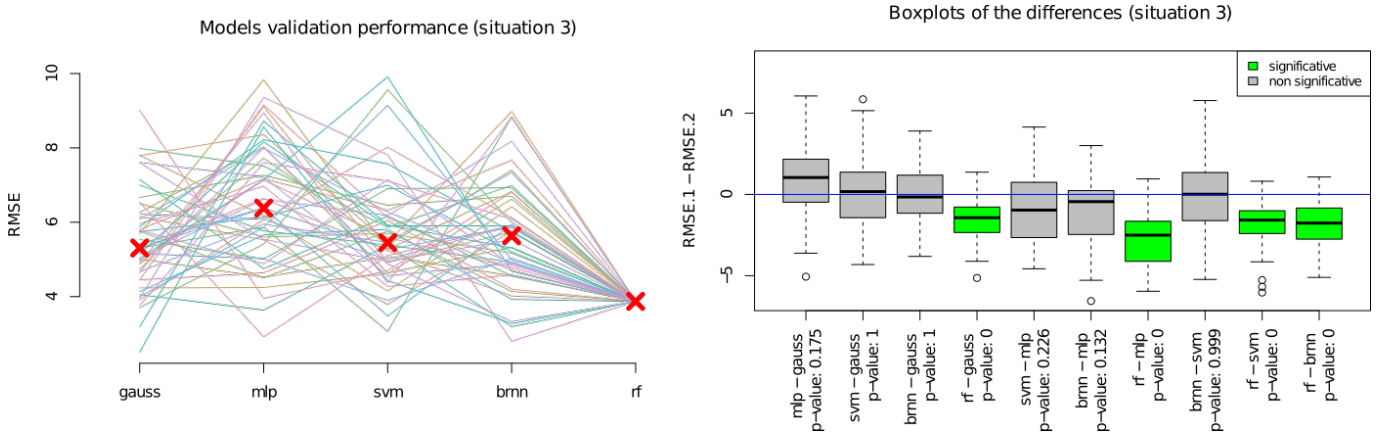 Models validation performance (situation 3)
RMSE
10
8
6
4
gauss
mlp
svm
brnn
rf
Boxplots of the differences (situation 3)
RMSE.1 −RMSE.2
5
0
−5
significative
non significative
mlp −gauss
p−value: 0.175
svm −gauss
p−value: 1
brnn −gauss
p−value: 1
rf −gauss
p−value: 0
svm −mlp
p−value: 0.226
brnn −mlp
p−value: 0.132
rf −mlp
p−value: 0
brnn −svm
p−value: 0.999
rf −svm
p−value: 0
rf −brnn
p−value: 0